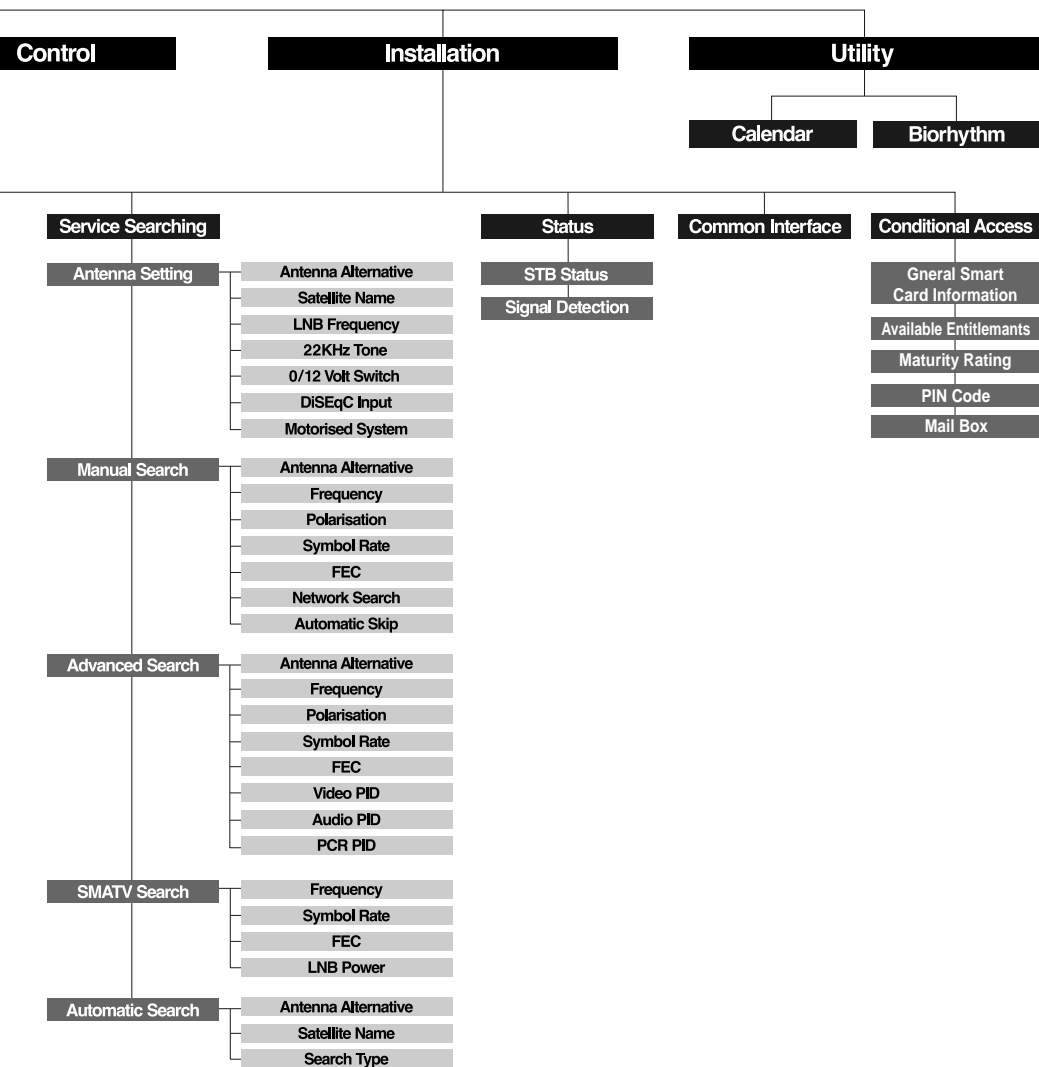 Control
Installation
Utility
Calendar
Biorhythm
Service Searching
Status
Common Interface
Conditional Access
Antenna Setting
Antenna Alternative
Satellite Name
LNB Frequency
22KHz Tone
0/12 Volt Switch
DiSEqC Input
Motorised System
Manual Search
Antenna Alternative
Frequency
Polarisation
Symbol Rate
FEC
Network Search
Automatic Skip
Advanced Search
Antenna Alternative
Frequency
Polarisation
Symbol Rate
FEC
Video PID
Audio PID
PCR PID
SMATV Search
Frequency
Symbol Rate
FEC
LNB Power
Automatic Search
Antenna Alternative
Satellite Name
Search Type
STB Status
Signal Detection
Gneral Smart
Card Information
Available Entitlemants
Maturity Rating
PIN Code
Mail Box